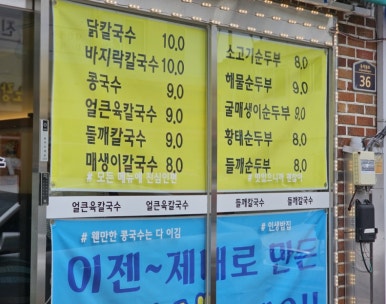 닭칼국수 10.0
바지락칼국수 10.0
콩국수 9.0
얼큰육칼국수 9.0
들깨칼국수 9.0
매생이칼국수 8.0
소고기순두부 8.0
해물순두부 9.0
굴매생이순두부 9.0
황태순두부 8.0
들깨순두부 8.0
얼큰육칼국수 얼큰육칼국수 들깨칼국수 들깨칼국수
# 웬만한 콩국수는 다 이김
# 인생밥집
이젠~제대로 만든
36